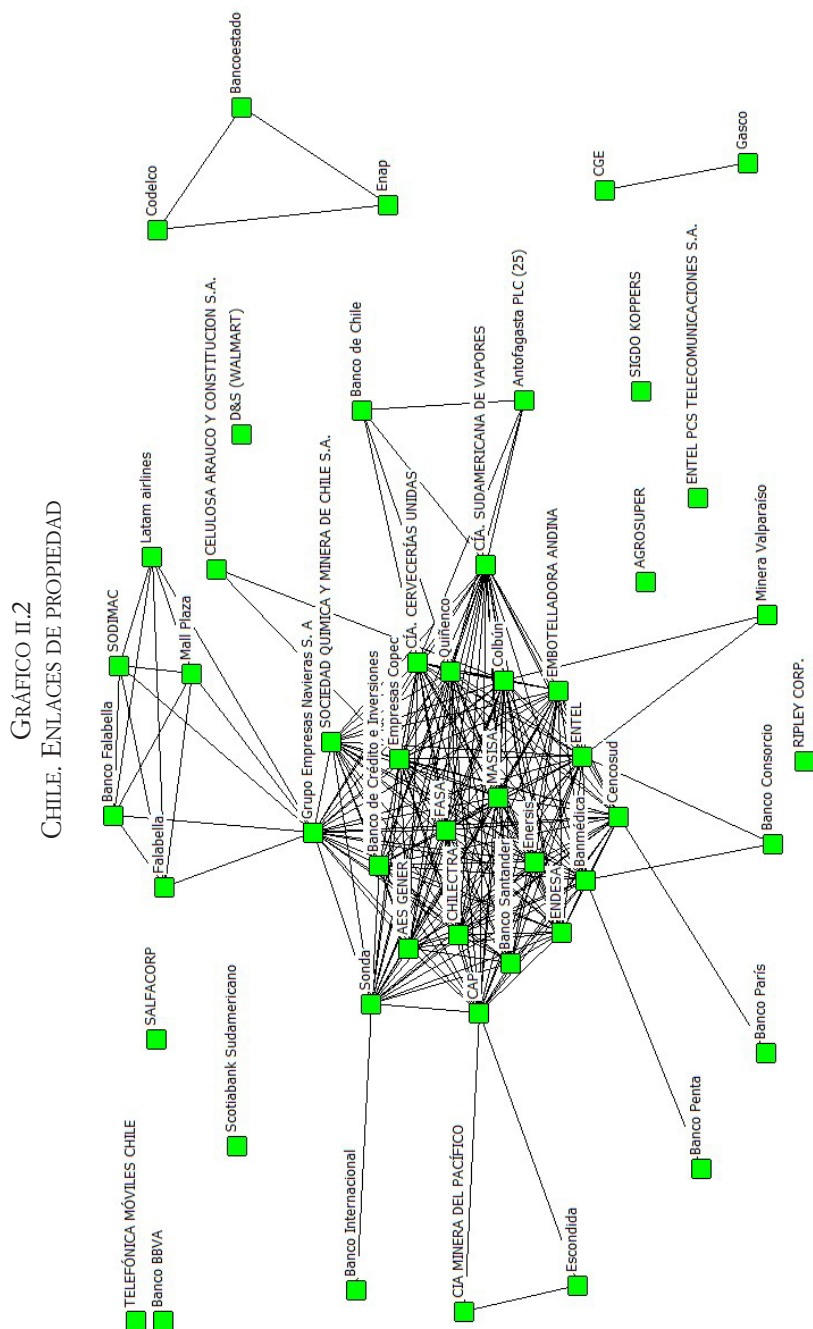 GRÁFICO II.2
CHILE. ENLACES DE PROPIEDAD
TELEFÓNICA MÓVILES CHILE
Banco BBVA
SALFACORP
Scotiabank Sudamericano
Banco Falabella
SODIMAC
Falabella
Mall Plaza
Latam airlines
CELULOSA ARAUCO Y CONSTITUCION S.A.
D&S (WALMART)
Codelco
Bancoestado
Enap
Grupo Empresas Navieras S. A
SOCIEDAD QUIMICA Y MINERA DE CHILE S.A.
Banco de Crédito e Inversiones
Empresas Copec
CÍA. CERVECERÍAS UNIDAS
Banco de Chile
Banco Internacional
Sonda
AES GENER
FASA
Quiñenco
CÍA. SUDAMERICANA DE VAPORES
CHILECTRA
MASISA
Colbún
Antofagasta PLC (25)
CIA MINERA DEL PACÍFICO
CAP
Banco Santander
Enersis
EMBOTELLADORA ANDINA
ENDESA
Banmédica
ENTEL
Escondida
Cencosud
AGROSUPER
SIGDO KOPPERS
CGE
Gasco
ENTEL PCS TELECOMUNICACIONES S.A.
Banco Penta
Banco París
Banco Consorcio
Minera Valparaíso
RIPLEY CORP.